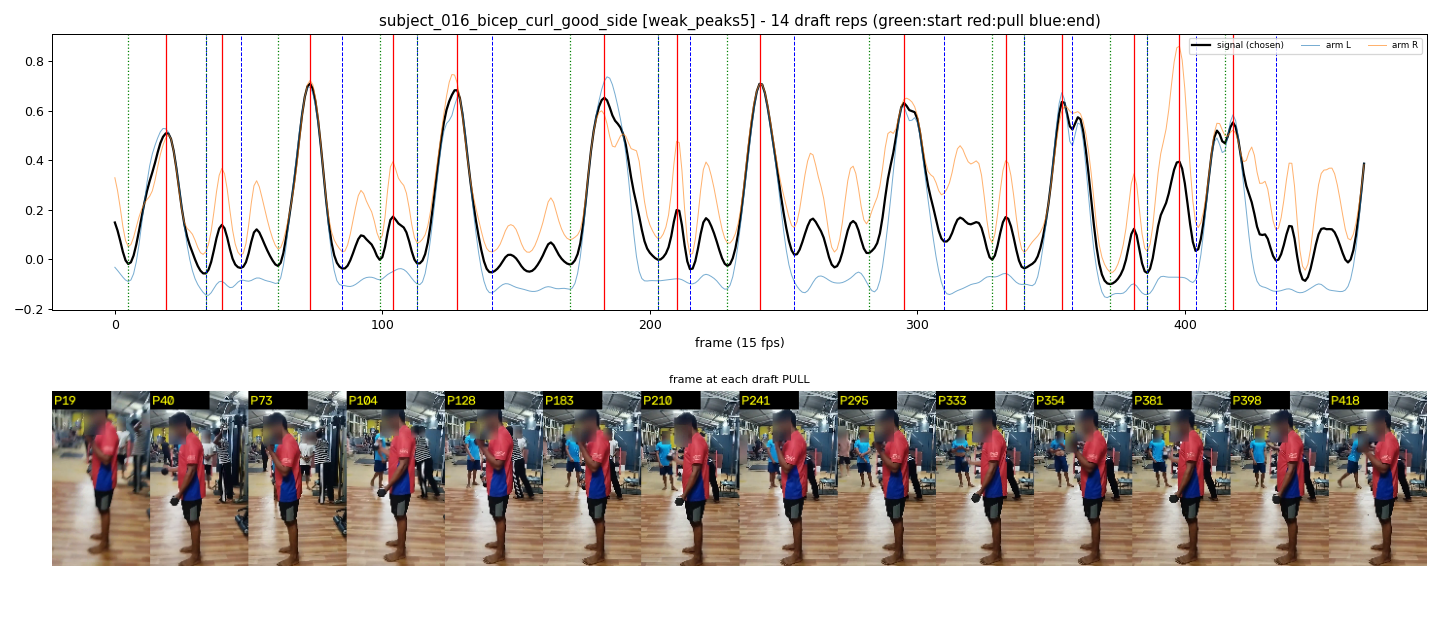 subject_016_bicep_curl_good_side [weak_peaks5] - 14 draft reps (green:start red:pull blue:end)
signal (chosen) arm L arm R
0.8
0.6
0.4
0.2
0.0
−0.2
0 100 200 300 400
frame (15 fps)
frame at each draft PULL
P19 P40 P73 P104 P128 P183 P210 P241 P295 P333 P354 P381 P398 P418